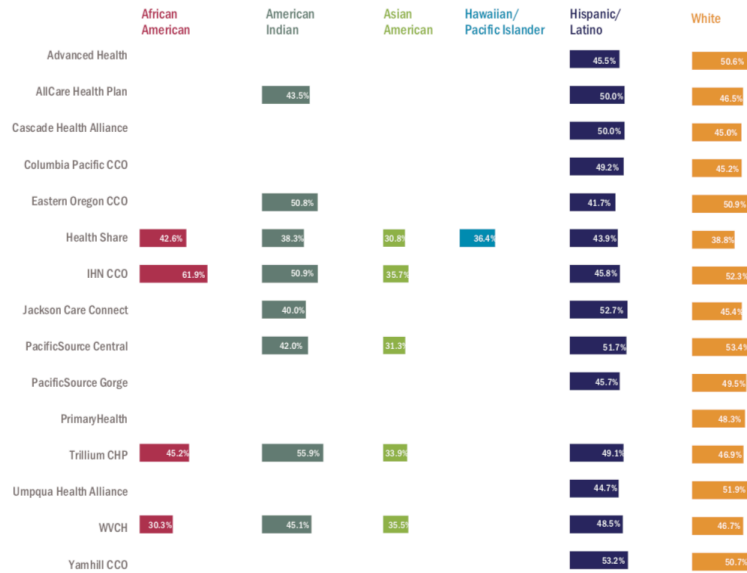 African American
American Indian
Asian American
Hawaiian/ Pacific Islander
Hispanic/ Latino
White
Advanced Health 45.5% 50.6%
AllCare Health Plan 43.5% 50.0% 46.5%
Cascade Health Alliance 50.0% 45.0%
Columbia Pacific CCO 49.2% 45.2%
Eastern Oregon CCO 50.8% 41.7% 50.9%
Health Share 42.6% 38.3% 30.8% 36.4% 43.9% 38.8%
IHN CCO 61.9% 50.9% 35.7% 45.8% 52.3%
Jackson Care Connect 40.0% 52.7% 45.4%
PacificSource Central 42.0% 31.3% 51.7% 53.4%
PacificSource Gorge 45.7% 49.5%
PrimaryHealth 48.3%
Trillium CHP 45.2% 55.9% 33.9% 49.1% 46.9%
Umpqua Health Alliance 44.7% 51.9%
WVCH 30.3% 45.1% 35.5% 48.5% 46.7%
Yamhill CCO 53.2% 50.7%